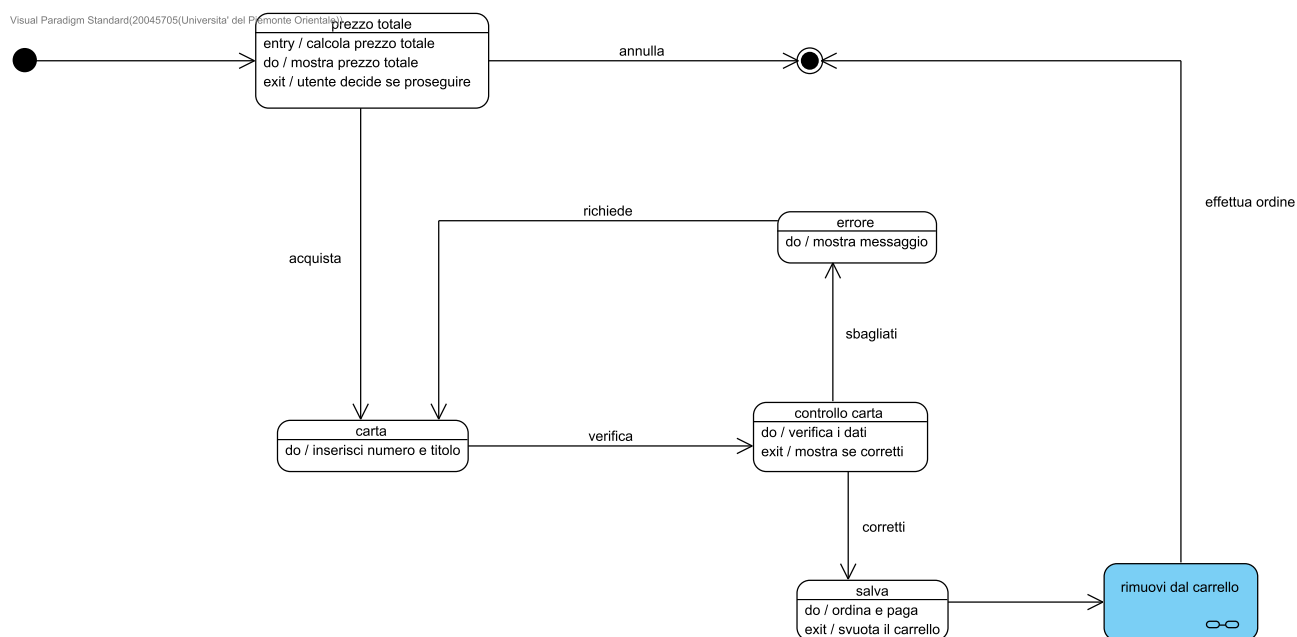 Visual Paradigm Standard(20045705(Universita' del Piemonte Orientale))
prezzo totale
entry / calcola prezzo totale
do / mostra prezzo totale
exit / utente decide se proseguire
annulla
effettua ordine
richiede
errore
do / mostra messaggio
acquista
sbagliati
carta
do / inserisci numero e titolo
verifica
controllo carta
do / verifica i dati
exit / mostra se corretti
corretti
salva
do / ordina e paga
exit / svuota il carrello
rimuovi dal carrello